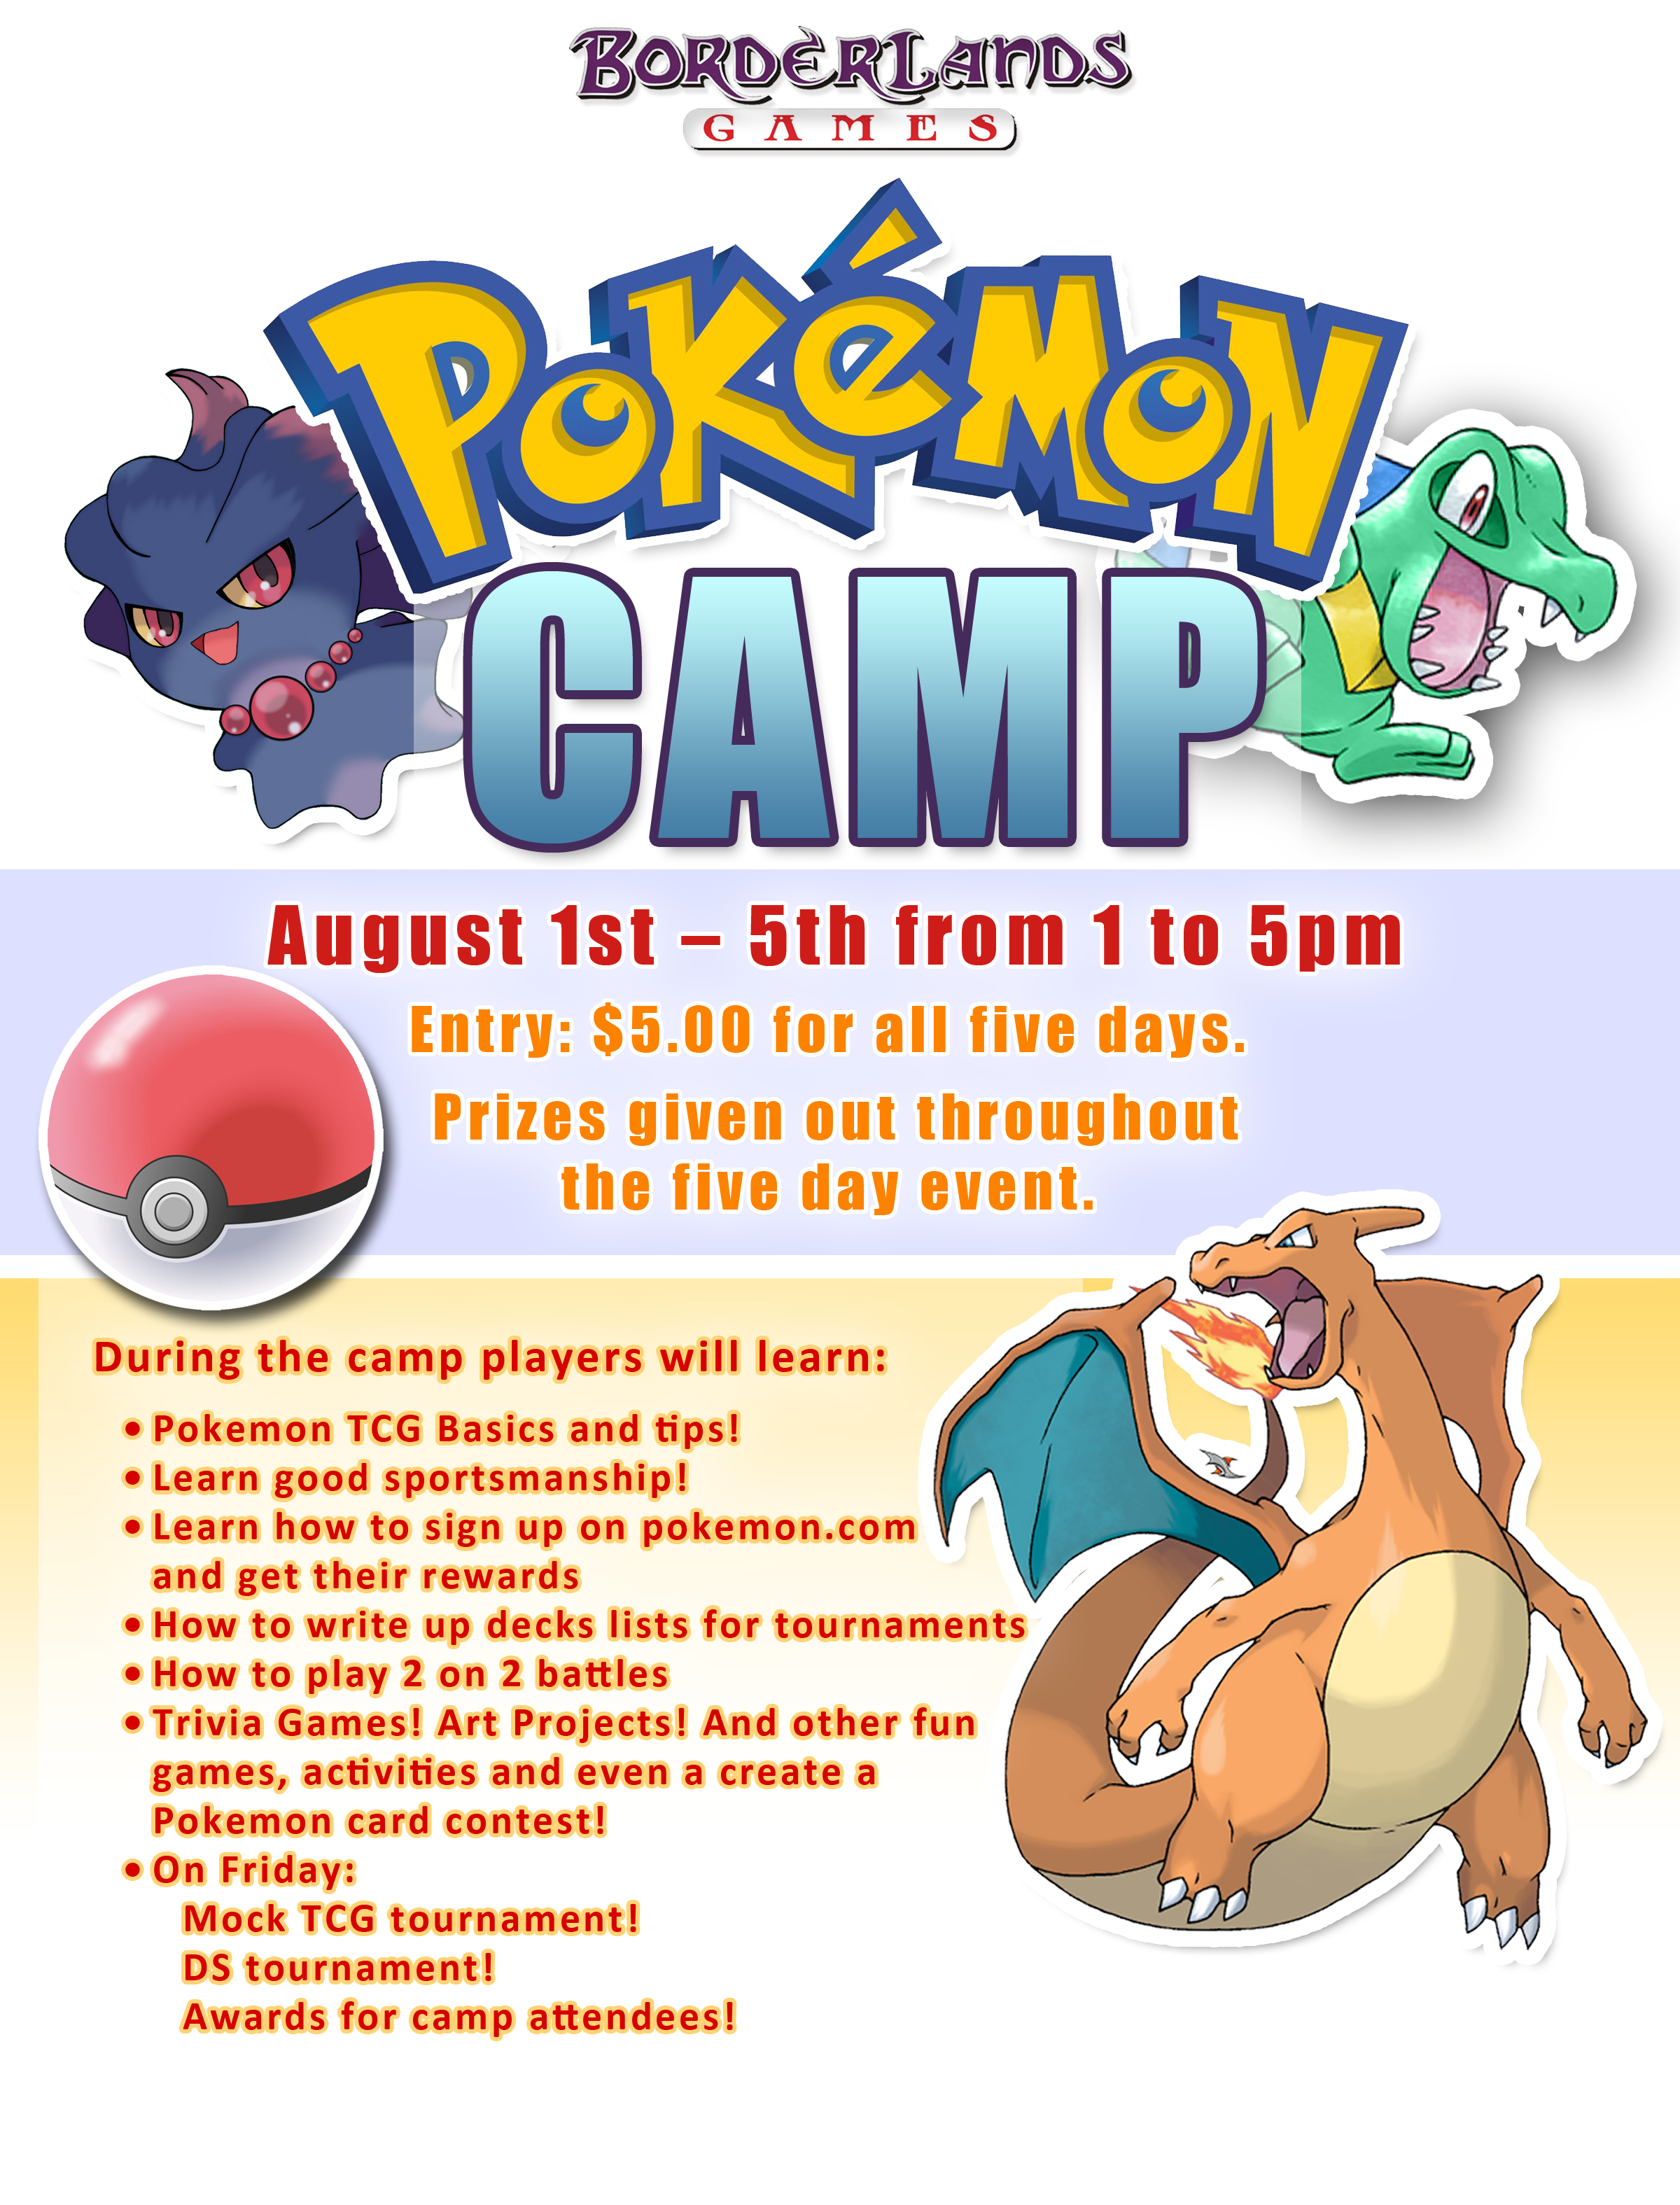 BORDERLANDS
GAMES
POKéMON
CAMP
August 1st – 5th from 1 to 5pm
Entry: $5.00 for all five days.
Prizes given out throughout
the five day event.
During the camp players will learn:
• Pokemon TCG Basics and tips!
• Learn good sportsmanship!
• Learn how to sign up on pokemon.com
and get their rewards
• How to write up decks lists for tournaments
• How to play 2 on 2 battles
• Trivia Games! Art Projects! And other fun
games, activities and even a create a
Pokemon card contest!
• On Friday:
Mock TCG tournament!
DS tournament!
Awards for camp attendees!